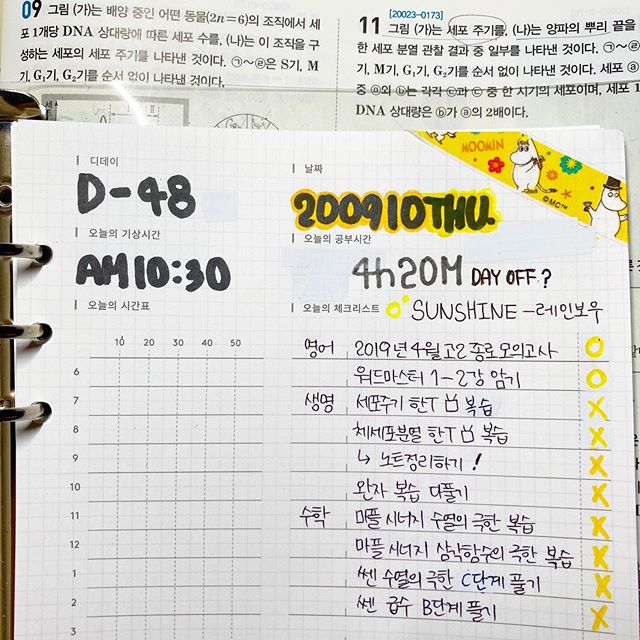 09 그림 (가)는 배양 중인 어떤 동물(2n=6)의 조직에서 세
포 1개당 DNA 상대량에 따른 세포 수를, (나)는 이 조직을 구
성하는 세포의 세포 주기를 나타낸 것이다. ㉠~㉣은 S기, M
기, G₁기, G₂기를 순서 없이 나타낸 것이다.
[20023-0173]
11 그림 (가)는 세포 주기를, (나)는 양파의 뿌리 끝을
한 세포 분열 관찰 결과 중 일부를 나타낸 것이다. ㉠~㉣은
기, M기, G₁기, G₂기를 순서 없이 나타낸 것이다. 세포 ⓐ
중 ⓐ와 ⓑ는 각각 ㉢과 ㉣ 중 한 시기의 세포이며, 세포 1
DNA 상대량은 ⓑ가 ⓐ의 2배이다.
MOOMIN
©MC™
디데이
D-48
날짜
200910THU.
오늘의 기상시간
AM10:30
오늘의 공부시간
4h20M DAY OFF?
오늘의 시간표
오늘의 체크리스트
SUNSHINE - 레인보우
10 20 30 40 50
영어 2019년 4월 고2 종로모의고사 O
6 워드마스터 1-2강 암기 O
7 생명 세포주기 한T 복습 X
8 체세포분열 한T 복습 X
9 ↳ 노트정리하기! X
10 완자 복습 다풀기 X
11 수학 마플시너지 수열의 극한 복습 X
12 마플시너지 삼각함수의 극한 복습 X
1 쎈 수열의 극한 C단계 풀기 X
2 쎈 급수 B단계 풀기 X
3